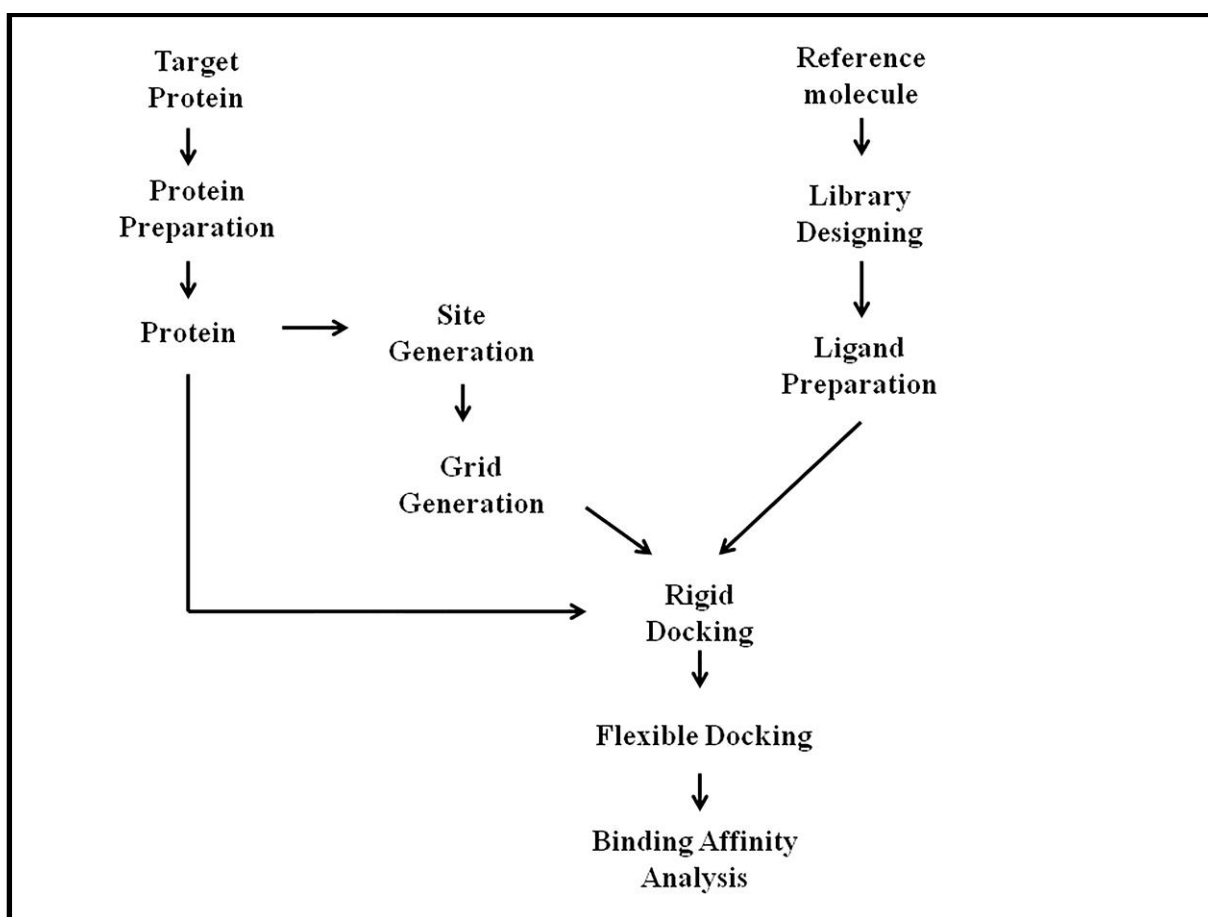 Target
Protein
Protein
Preparation
Protein
Site
Generation
Grid
Generation
Reference
molecule
Library
Designing
Ligand
Preparation
Rigid
Docking
Flexible Docking
Binding Affinity
Analysis